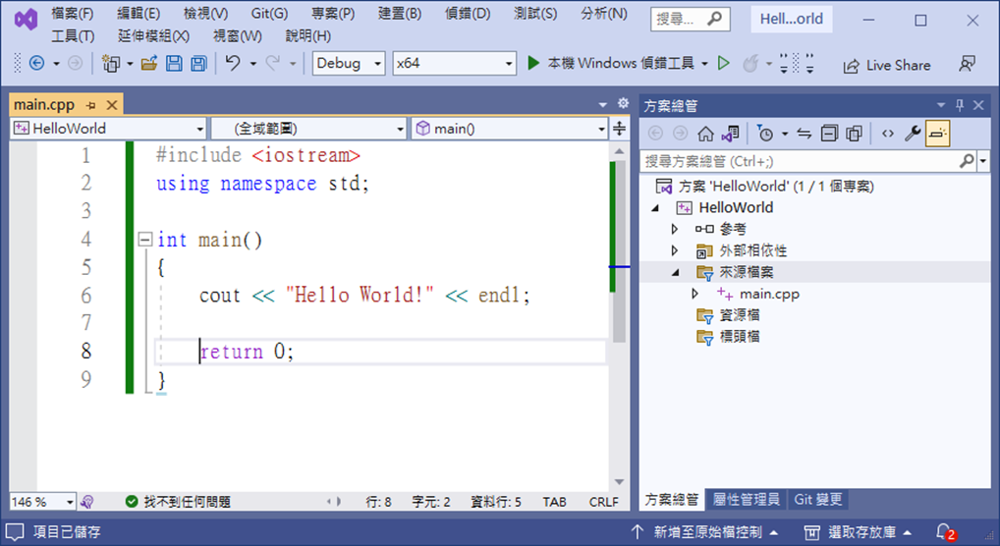 檔案(F) 編輯(E) 檢視(V) Git(G) 專案(P) 建置(B) 偵錯(D) 測試(S) 分析(N) 搜尋... Hell...orld
工具(T) 延伸模組(X) 視窗(W) 說明(H)
Debug x64 本機 Windows 偵錯工具 Live Share
main.cpp
HelloWorld (全域範圍) main()
1 #include <iostream>
2 using namespace std;
3
4 int main()
5 {
6 cout << "Hello World!" << endl;
7
8 return 0;
9 }
146 % 找不到任何問題 行: 8 字元: 2 資料行: 5 TAB CRLF
方案總管
搜尋方案總管 (Ctrl+;)
方案 'HelloWorld' (1 / 1 個專案)
HelloWorld
參考
外部相依性
來源檔案
main.cpp
資源檔
標頭檔
方案總管 屬性管理員 Git 變更
項目已儲存 新增至原始檔控制 選取存放庫 2